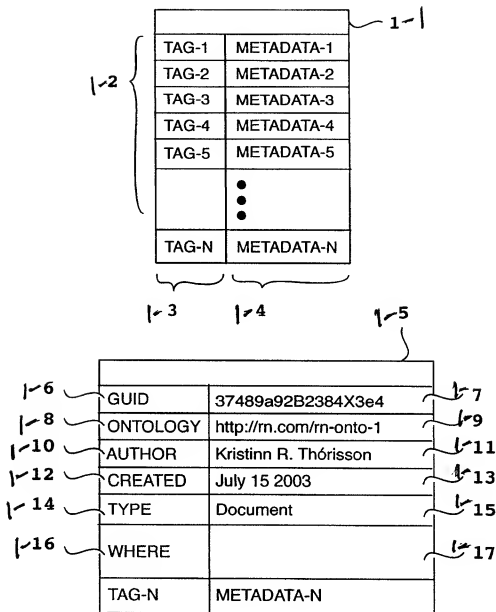 1-1
TAG-1 METADATA-1
1-2 TAG-2 METADATA-2
TAG-3 METADATA-3
TAG-4 METADATA-4
TAG-5 METADATA-5
TAG-N METADATA-N
1-3 1-4
1-5
1-6 GUID 37489a92B2384X3e4 1-7
1-8 ONTOLOGY http://rn.com/rn-onto-1 1-9
1-10 AUTHOR Kristinn R. Thórisson 1-11
1-12 CREATED July 15 2003 1-13
1-14 TYPE Document 1-15
1-16 WHERE 1-17
TAG-N METADATA-N